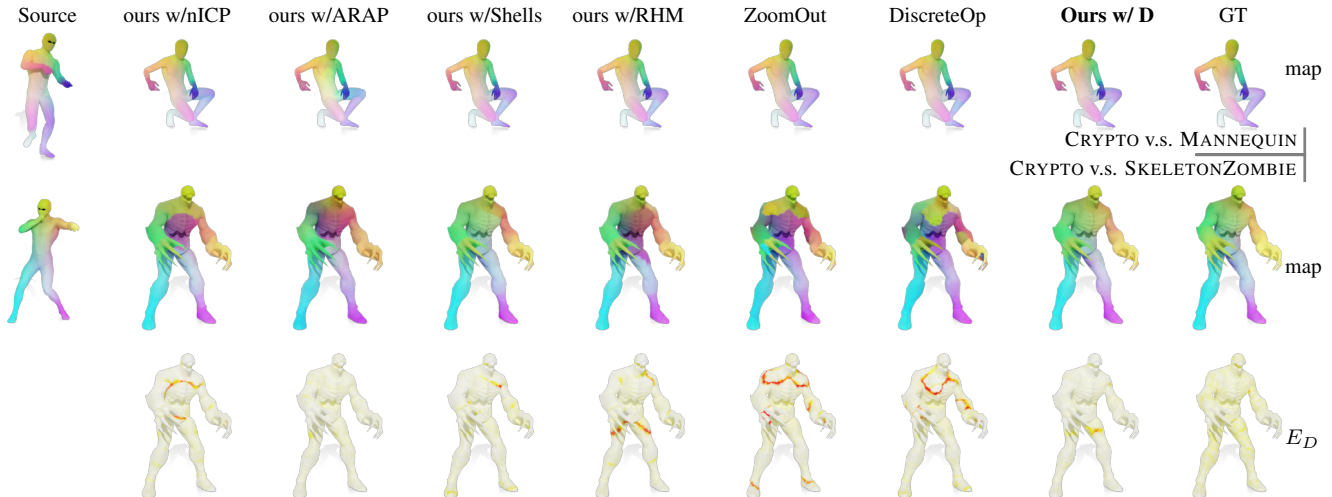 Source ours w/nICP ours w/ARAP ours w/Shells ours w/RHM ZoomOut DiscreteOp Ours w/ D GT
map
CRYPTO v.s. MANNEQUIN
CRYPTO v.s. SKELETONZOMBIE
map
E_D